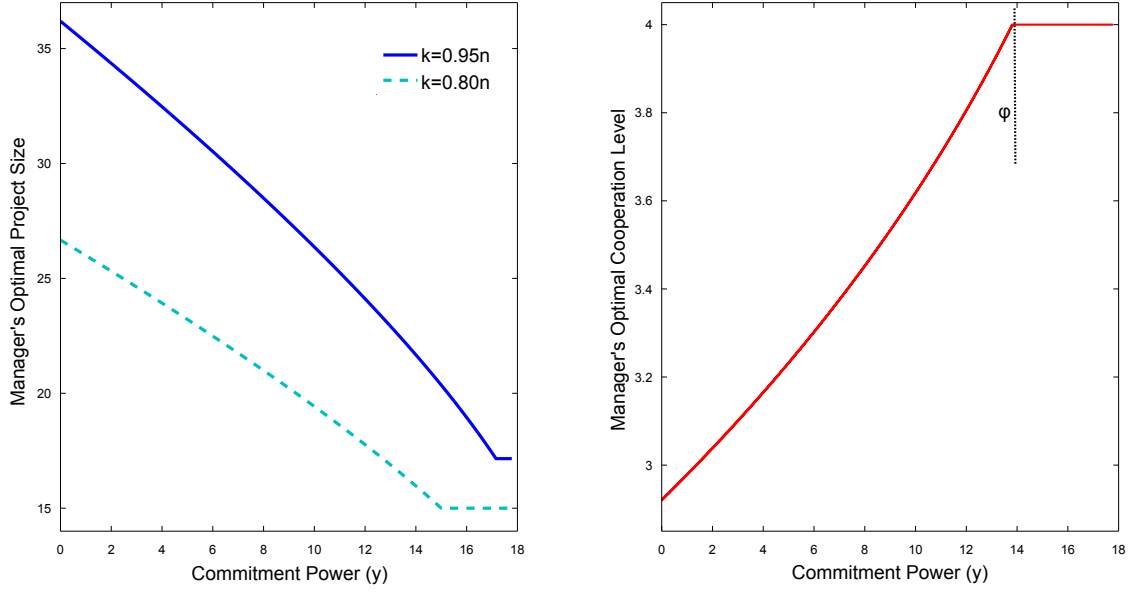 Manager's Optimal Project Size
35
30
25
20
15
k=0.95n
k=0.80n
0 2 4 6 8 10 12 14 16 18
Commitment Power (y)
Manager's Optimal Cooperation Level
4
3.8
3.6
3.4
3.2
3
φ
0 2 4 6 8 10 12 14 16 18
Commitment Power (y)